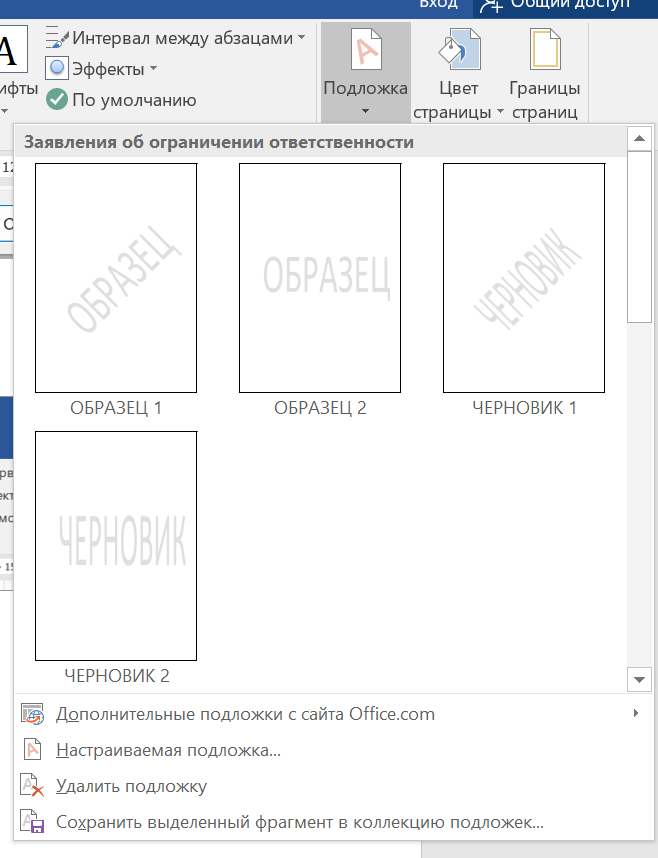 Вход
Общий доступ
А
Интервал между абзацами
Эффекты
По умолчанию
Подложка
Цвет
страницы
Границы
страниц
Заявления об ограничении ответственности
ОБРАЗЕЦ
ОБРАЗЕЦ
ЧЕРНОВИК
ОБРАЗЕЦ 1
ОБРАЗЕЦ 2
ЧЕРНОВИК 1
ЧЕРНОВИК
ЧЕРНОВИК 2
Дополнительные подложки с сайта Office.com
Настраиваемая подложка...
Удалить подложку
Сохранить выделенный фрагмент в коллекцию подложек...